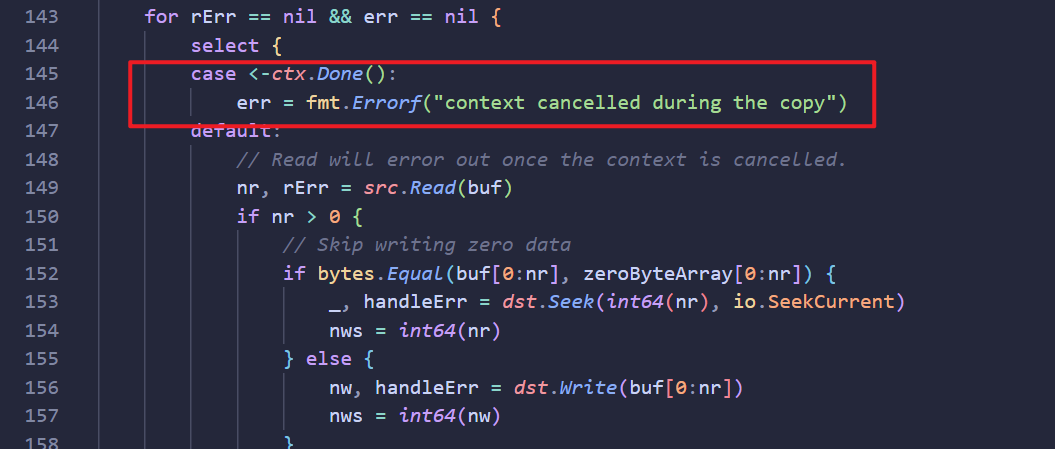 143 for rErr == nil && err == nil {
144 select {
145 case <-ctx.Done():
146 err = fmt.Errorf("context cancelled during the copy")
147 default:
148 // Read will error out once the context is cancelled.
149 nr, rErr = src.Read(buf)
150 if nr > 0 {
151 // Skip writing zero data
152 if bytes.Equal(buf[0:nr], zeroByteArray[0:nr]) {
153 _, handleErr = dst.Seek(int64(nr), io.SeekCurrent)
154 nws = int64(nr)
155 } else {
156 nw, handleErr = dst.Write(buf[0:nr])
157 nws = int64(nw)
158 }